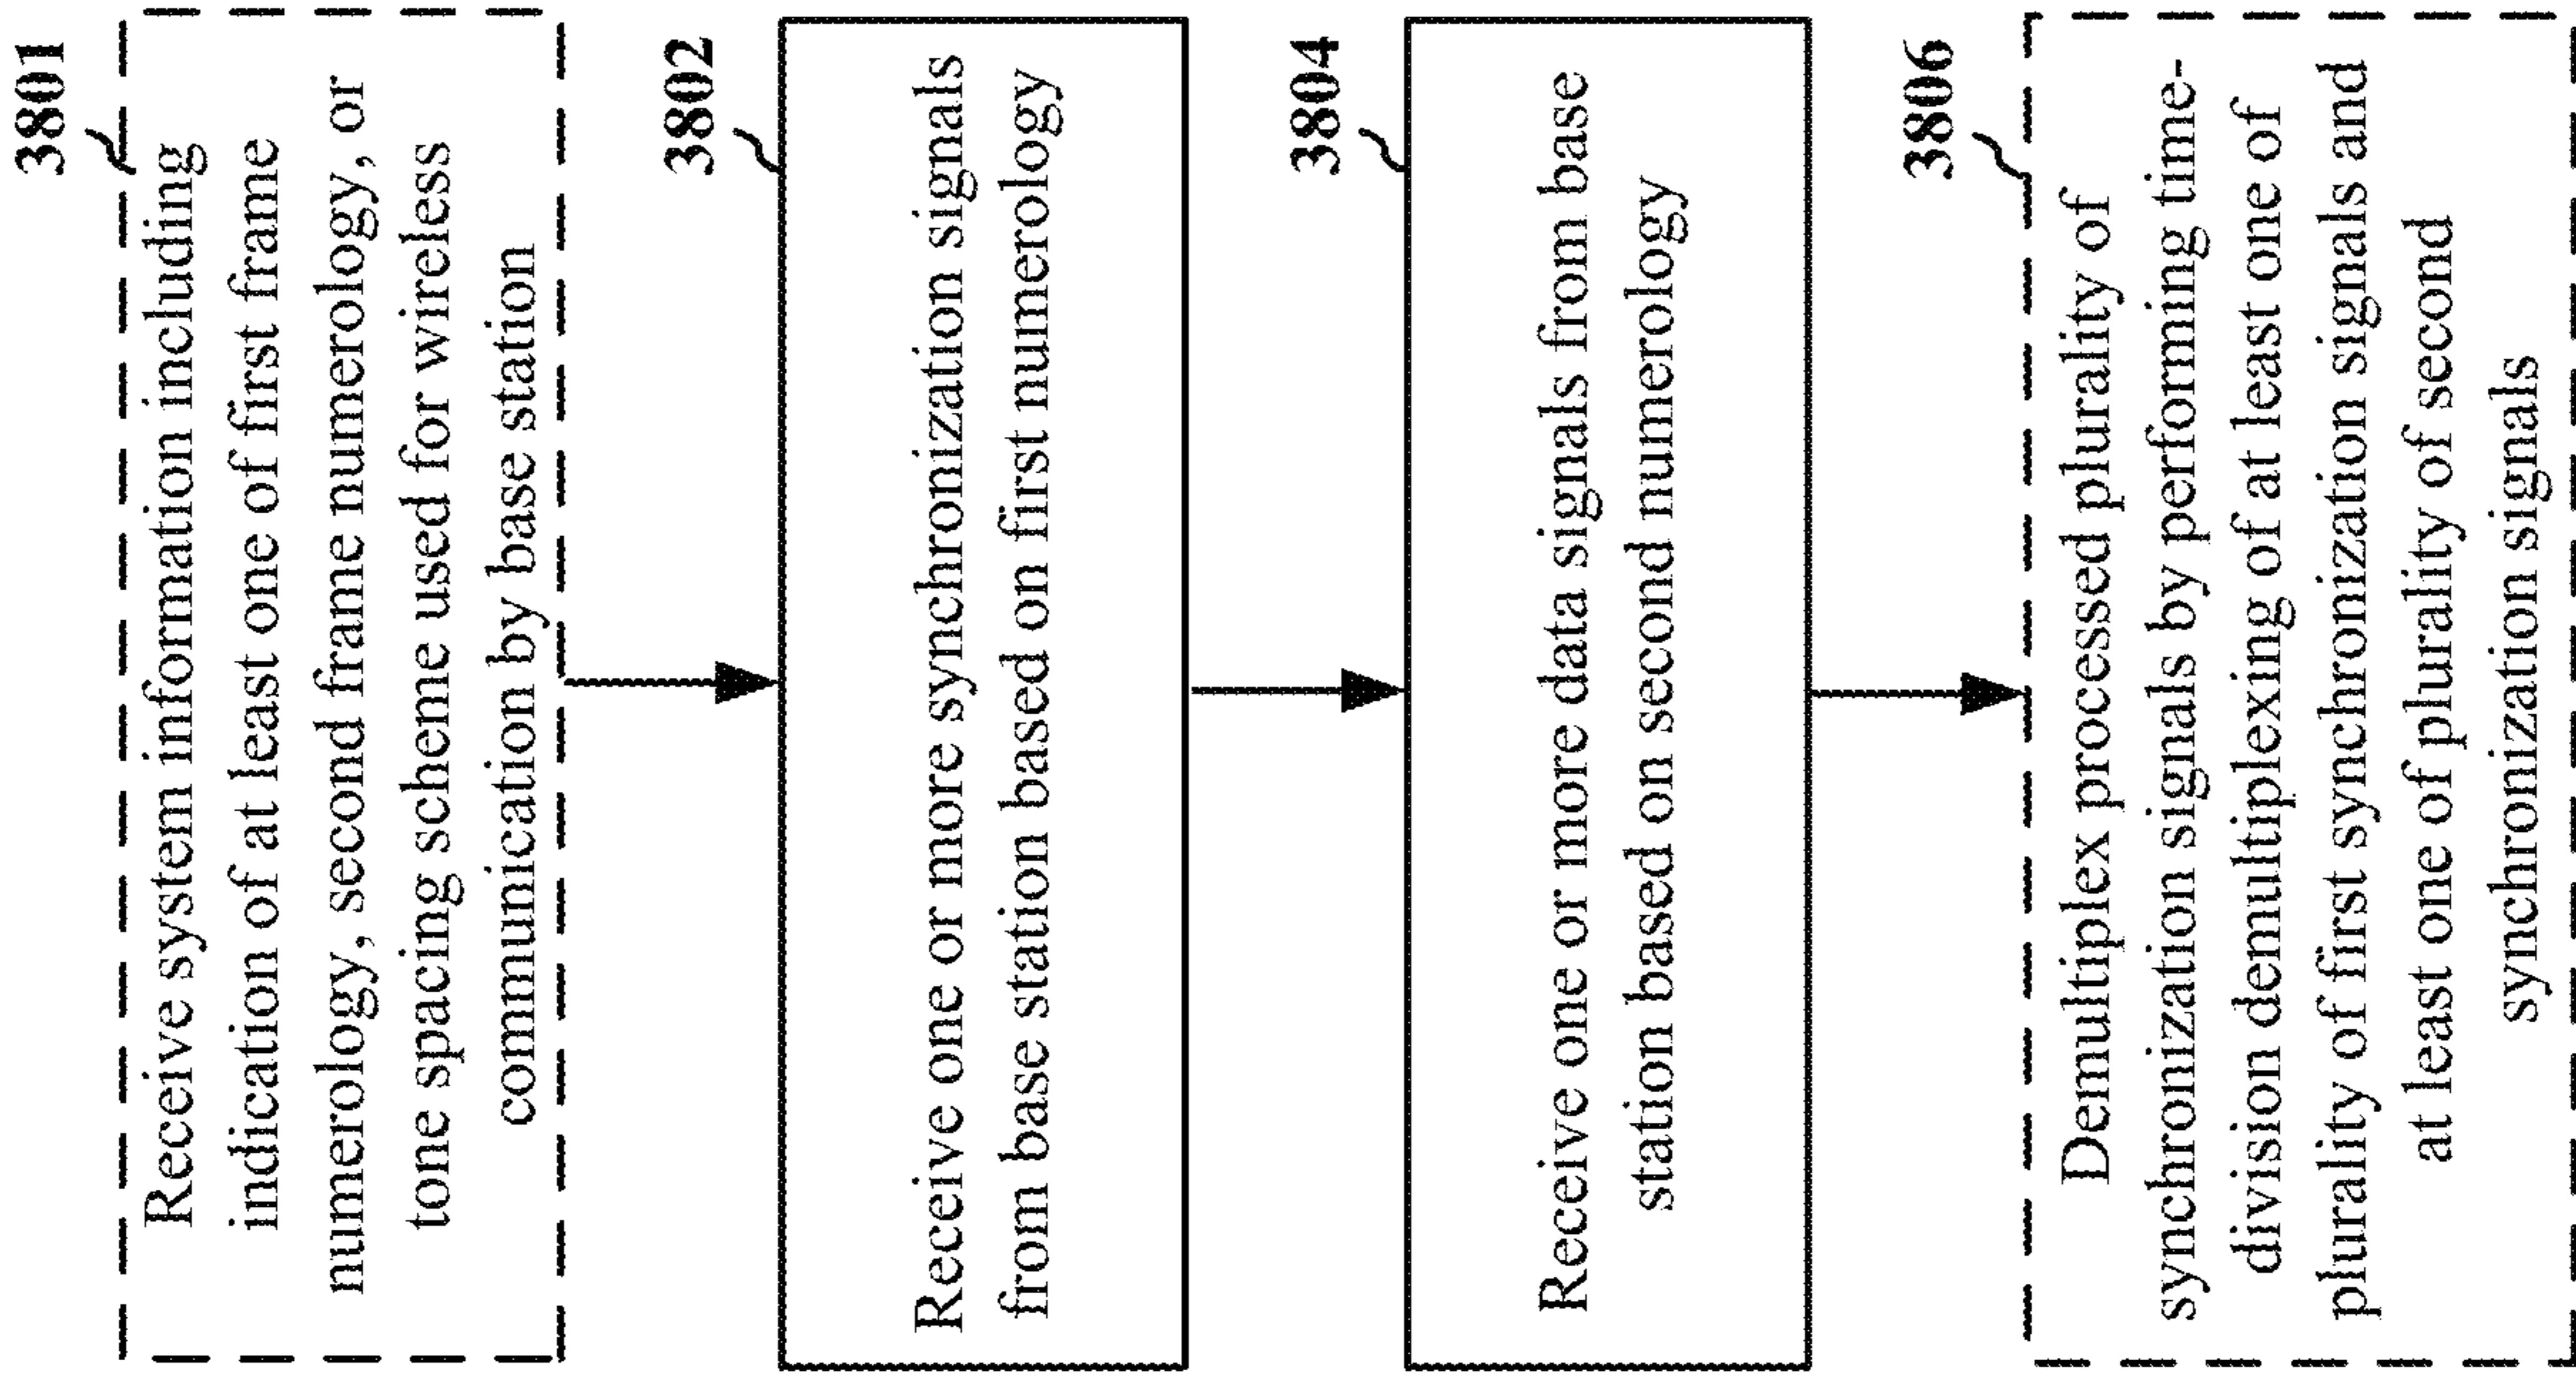 3801
Receive system information including
indication of at least one of first frame
numerology, second frame numerology, or
tone spacing scheme used for wireless
communication by base station
3802
Receive one or more synchronization signals
from base station based on first numerology
3804
Receive one or more data signals from base
station based on second numerology
3806
Demultiplex processed plurality of
synchronization signals by performing time-
division demultiplexing of at least one of
plurality of first synchronization signals and
at least one of plurality of second
synchronization signals